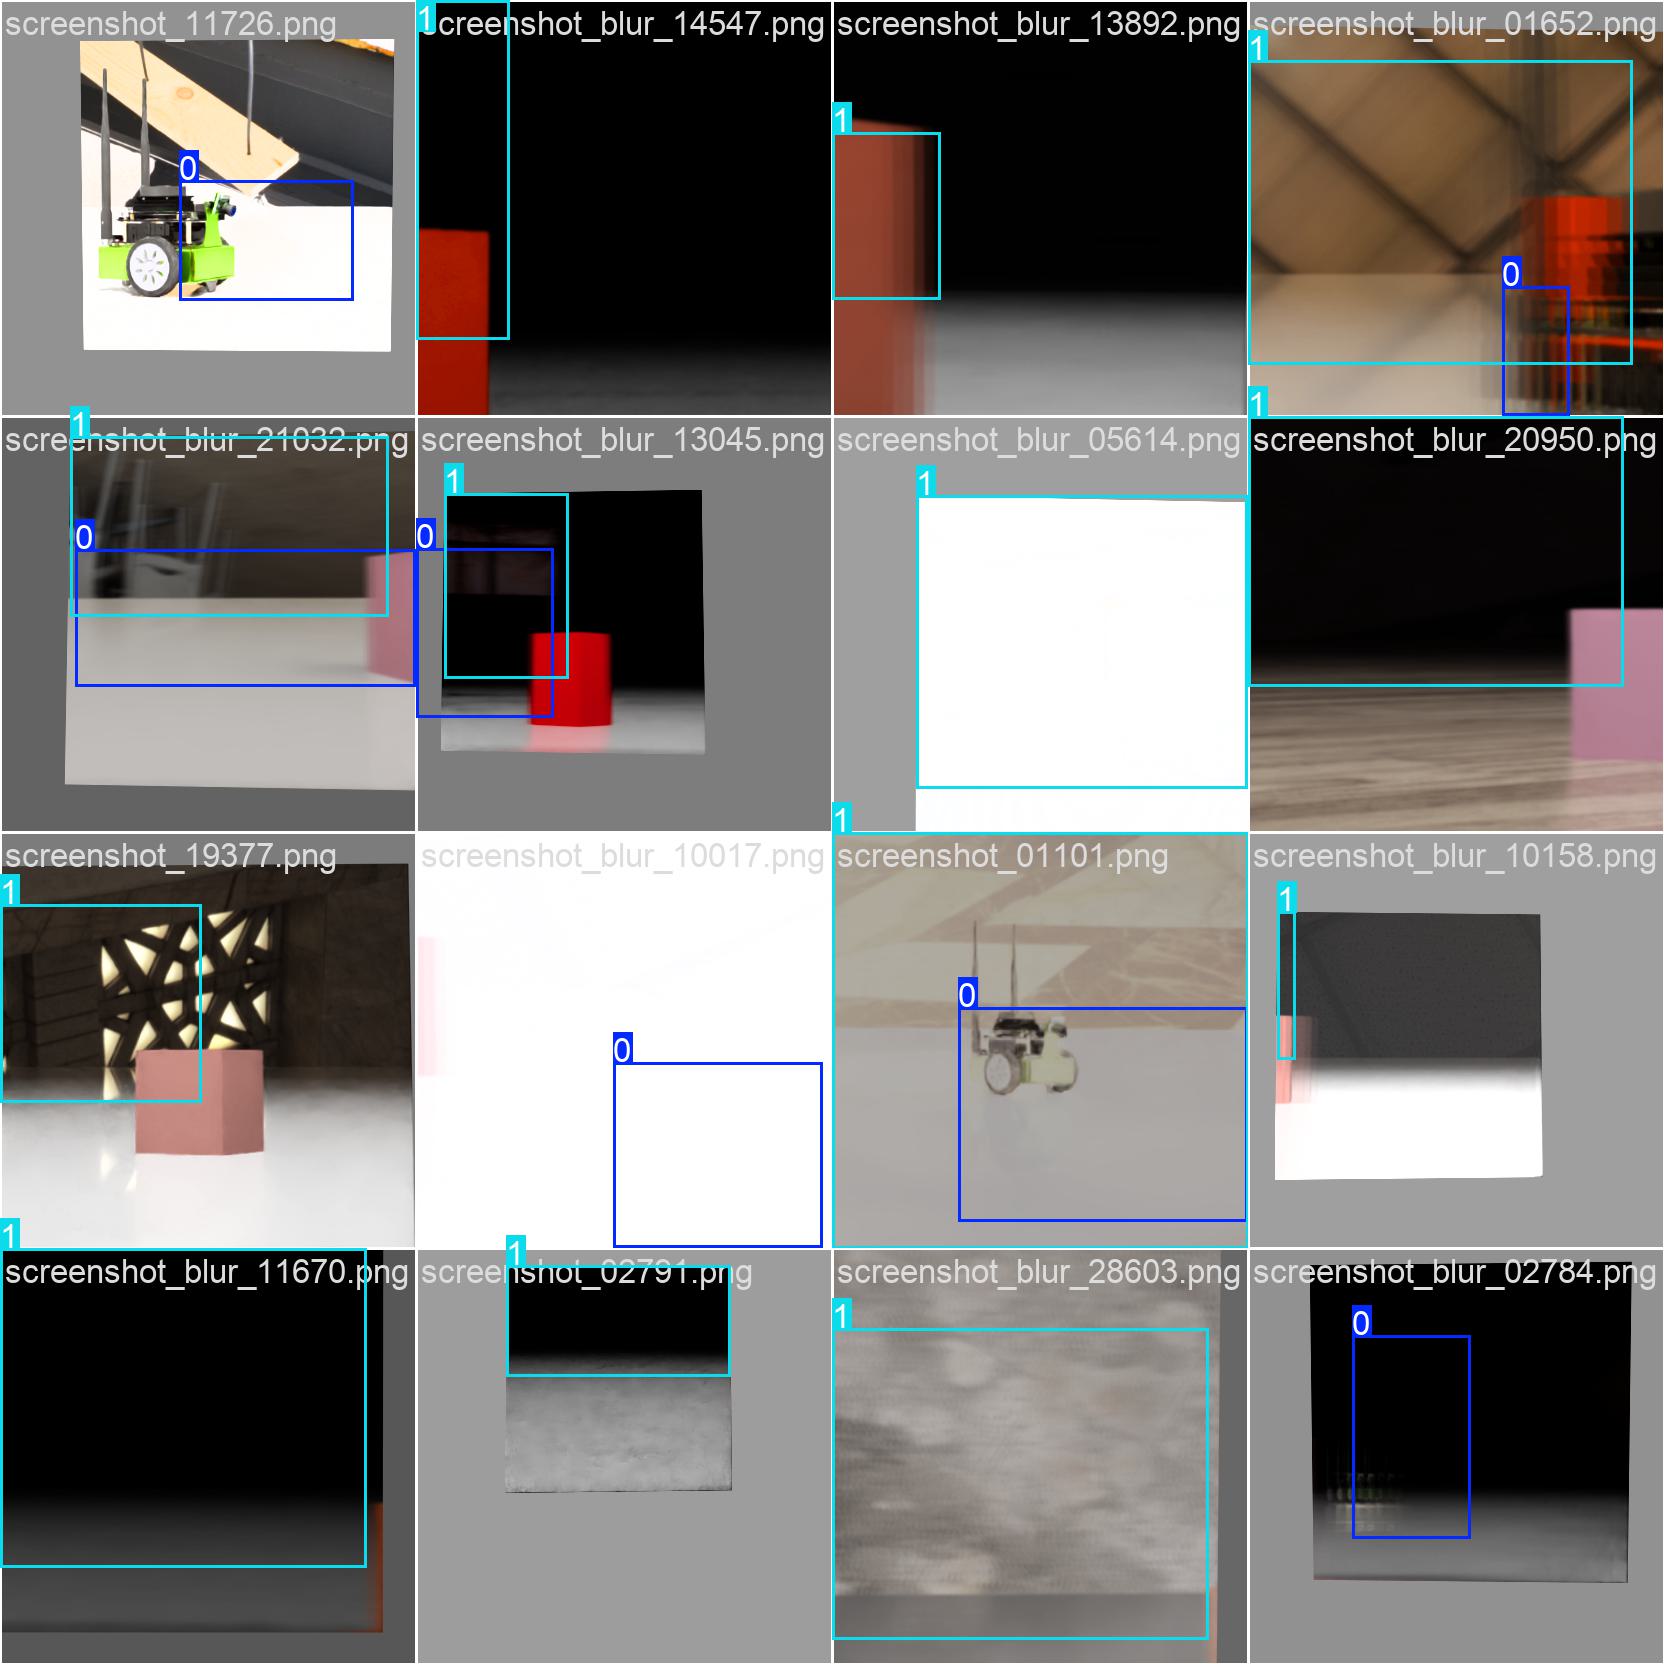 screenshot_11726.png
1
screenshot_blur_14547.png
screenshot_blur_13892.png
screenshot_blur_01652.png
1
0
1
1
0
screenshot_blur_21032.png
1
0
screenshot_blur_13045.png
1
0
screenshot_blur_05614.png
1
1
screenshot_blur_20950.png
screenshot_19377.png
1
screenshot_blur_10017.png
0
1
screenshot_01101.png
0
screenshot_blur_10158.png
1
1
screenshot_blur_11670.png
1
screenshot_02791.png
screenshot_blur_28603.png
1
screenshot_blur_02784.png
0